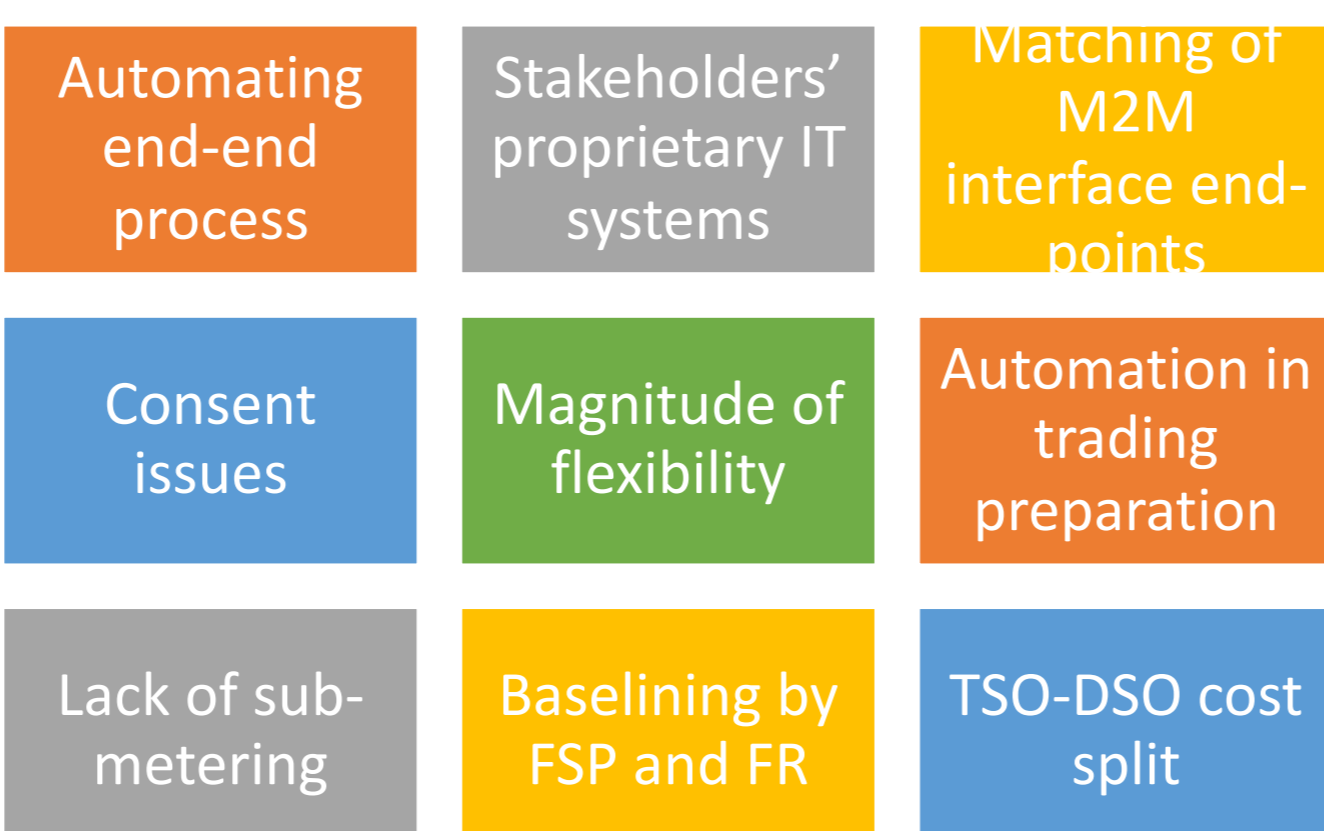 Automating
end-end
process
Stakeholders’
proprietary IT
systems
Matching of
M2M
interface end-
points
Consent
issues
Magnitude of
flexibility
Automation in
trading
preparation
Lack of sub-
metering
Baselining by
FSP and FR
TSO-DSO cost
split